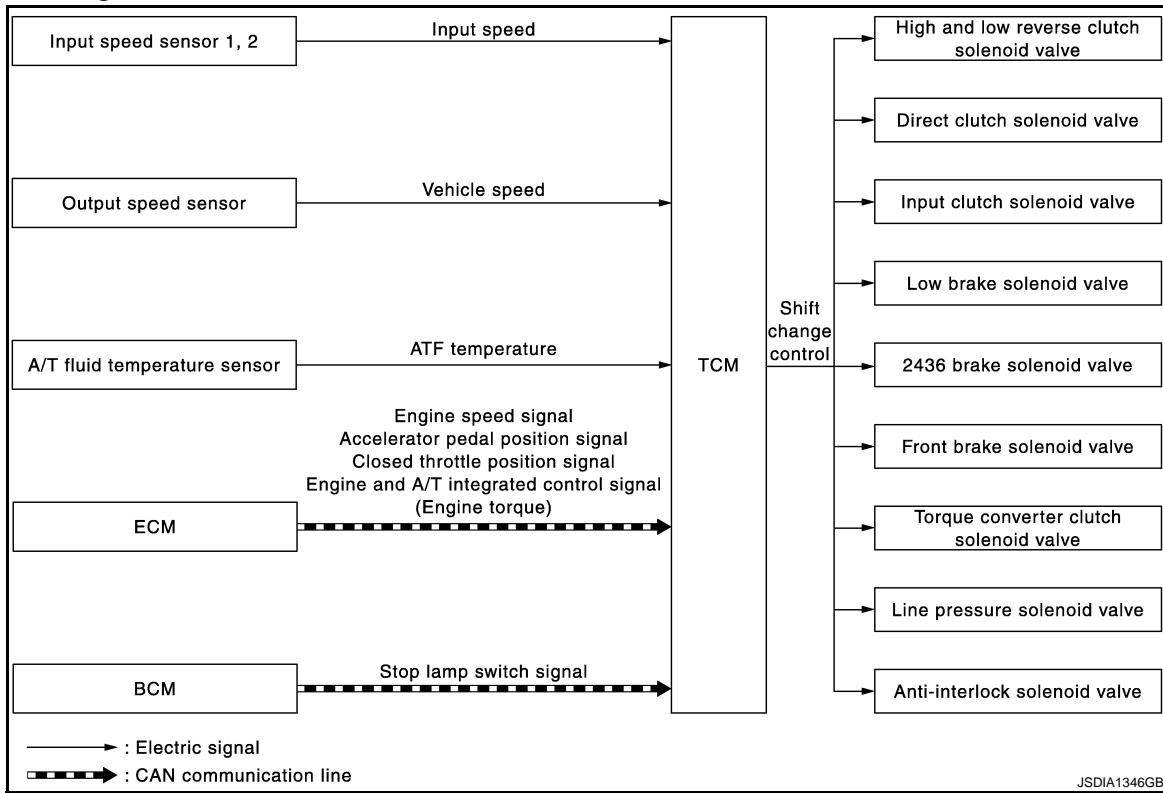 Input speed sensor 1, 2
Input speed
Output speed sensor
Vehicle speed
A/T fluid temperature sensor
ATF temperature
ECM
Engine speed signal
Accelerator pedal position signal
Closed throttle position signal
Engine and A/T integrated control signal
(Engine torque)
BCM
Stop lamp switch signal
TCM
Shift
change
control
High and low reverse clutch
solenoid valve
Direct clutch solenoid valve
Input clutch solenoid valve
Low brake solenoid valve
2436 brake solenoid valve
Front brake solenoid valve
Torque converter clutch
solenoid valve
Line pressure solenoid valve
Anti-interlock solenoid valve
: Electric signal
: CAN communication line
JSDIA1346GB